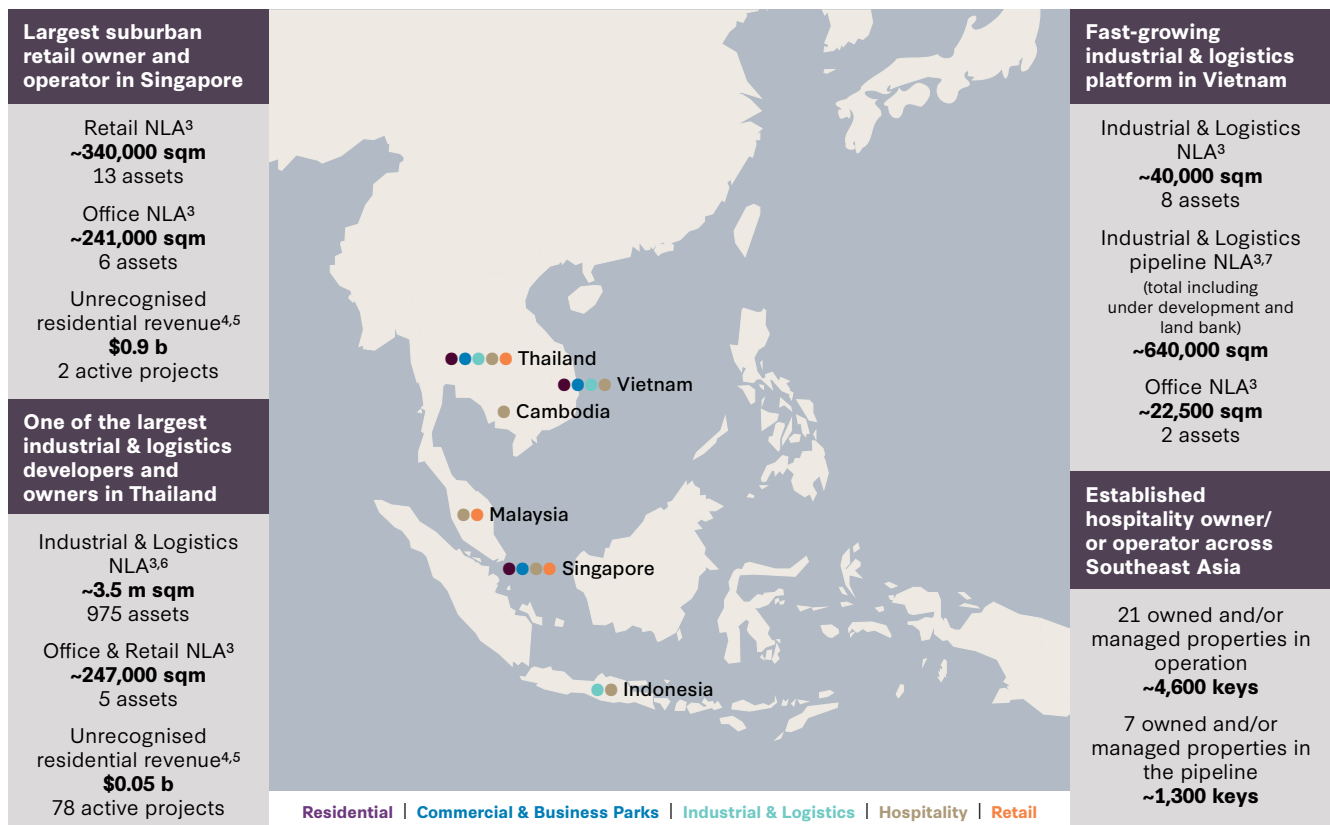 Largest suburban
retail owner and
operator in Singapore
Retail NLA³
~340,000 sqm
13 assets
Office NLA³
~241,000 sqm
6 assets
Unrecognised
residential revenue⁴,⁵
$0.9 b
2 active projects
One of the largest
industrial & logistics
developers and
owners in Thailand
Industrial & Logistics
NLA³,⁶
~3.5 m sqm
975 assets
Office & Retail NLA³
~247,000 sqm
5 assets
Unrecognised
residential revenue⁴,⁵
$0.05 b
78 active projects
Thailand
Vietnam
Cambodia
Malaysia
Singapore
Indonesia
Residential | Commercial & Business Parks | Industrial & Logistics | Hospitality | Retail
Fast-growing
industrial & logistics
platform in Vietnam
Industrial & Logistics
NLA³
~40,000 sqm
8 assets
Industrial & Logistics
pipeline NLA³,⁷
(total including
under development and
land bank)
~640,000 sqm
Office NLA³
~22,500 sqm
2 assets
Established
hospitality owner/
or operator across
Southeast Asia
21 owned and/or
managed properties in
operation
~4,600 keys
7 owned and/or
managed properties in
the pipeline
~1,300 keys